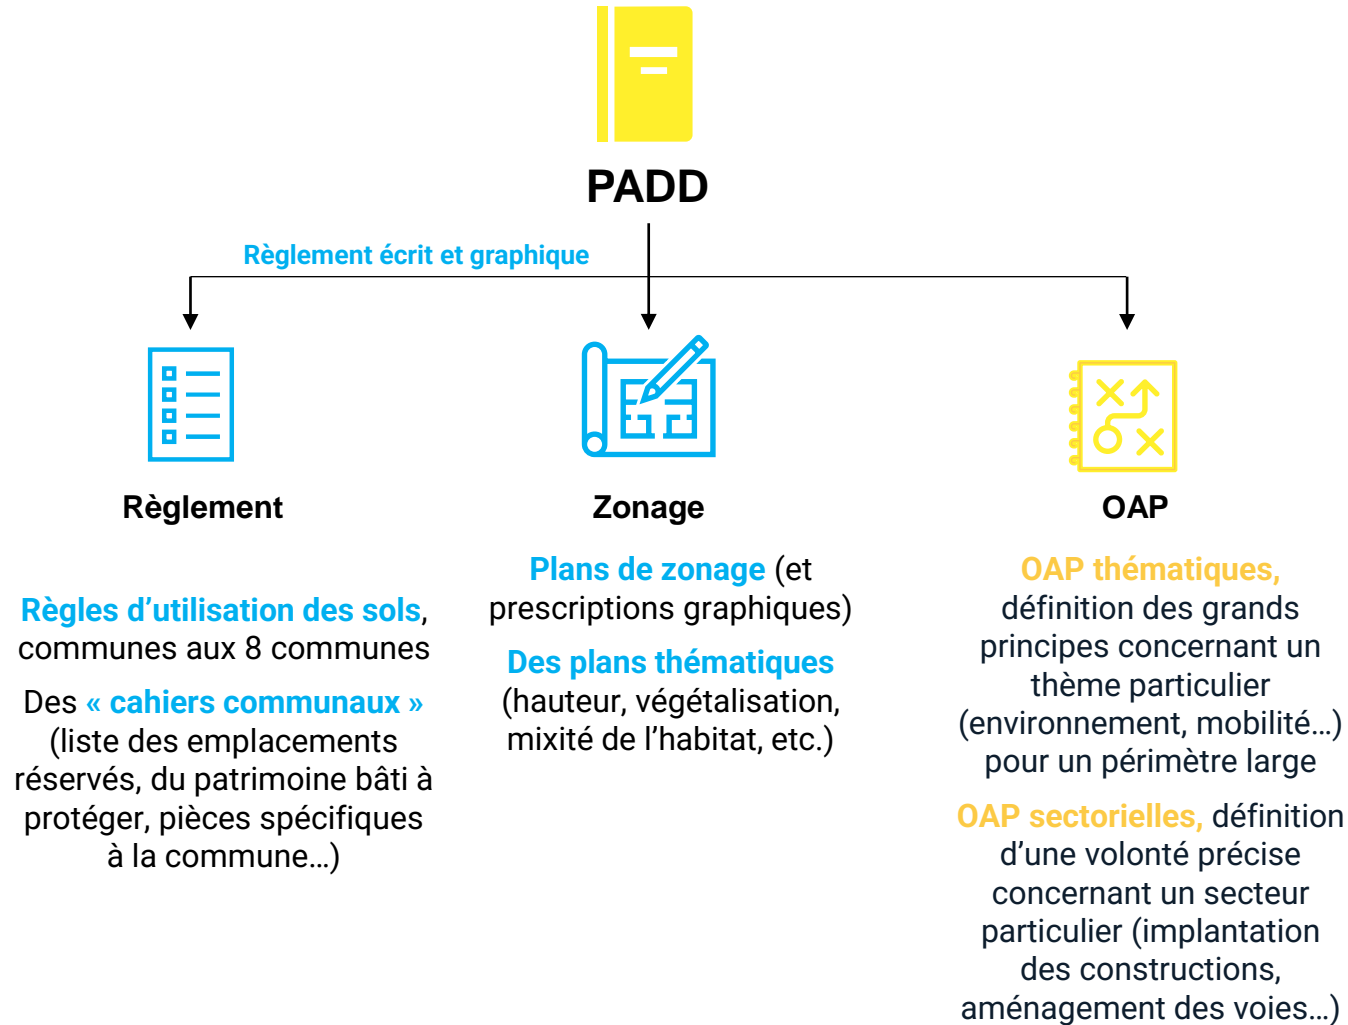 PADD
Règlement écrit et graphique
Règlement
Règles d’utilisation des sols,
communes aux 8 communes
Des « cahiers communaux »
(liste des emplacements
réservés, du patrimoine bâti à
protéger, pièces spécifiques
à la commune…)
Zonage
Plans de zonage (et
prescriptions graphiques)
Des plans thématiques
(hauteur, végétalisation,
mixité de l’habitat, etc.)
OAP
OAP thématiques,
définition des grands
principes concernant un
thème particulier
(environnement, mobilité…)
pour un périmètre large
OAP sectorielles, définition
d’une volonté précise
concernant un secteur
particulier (implantation
des constructions,
aménagement des voies…)